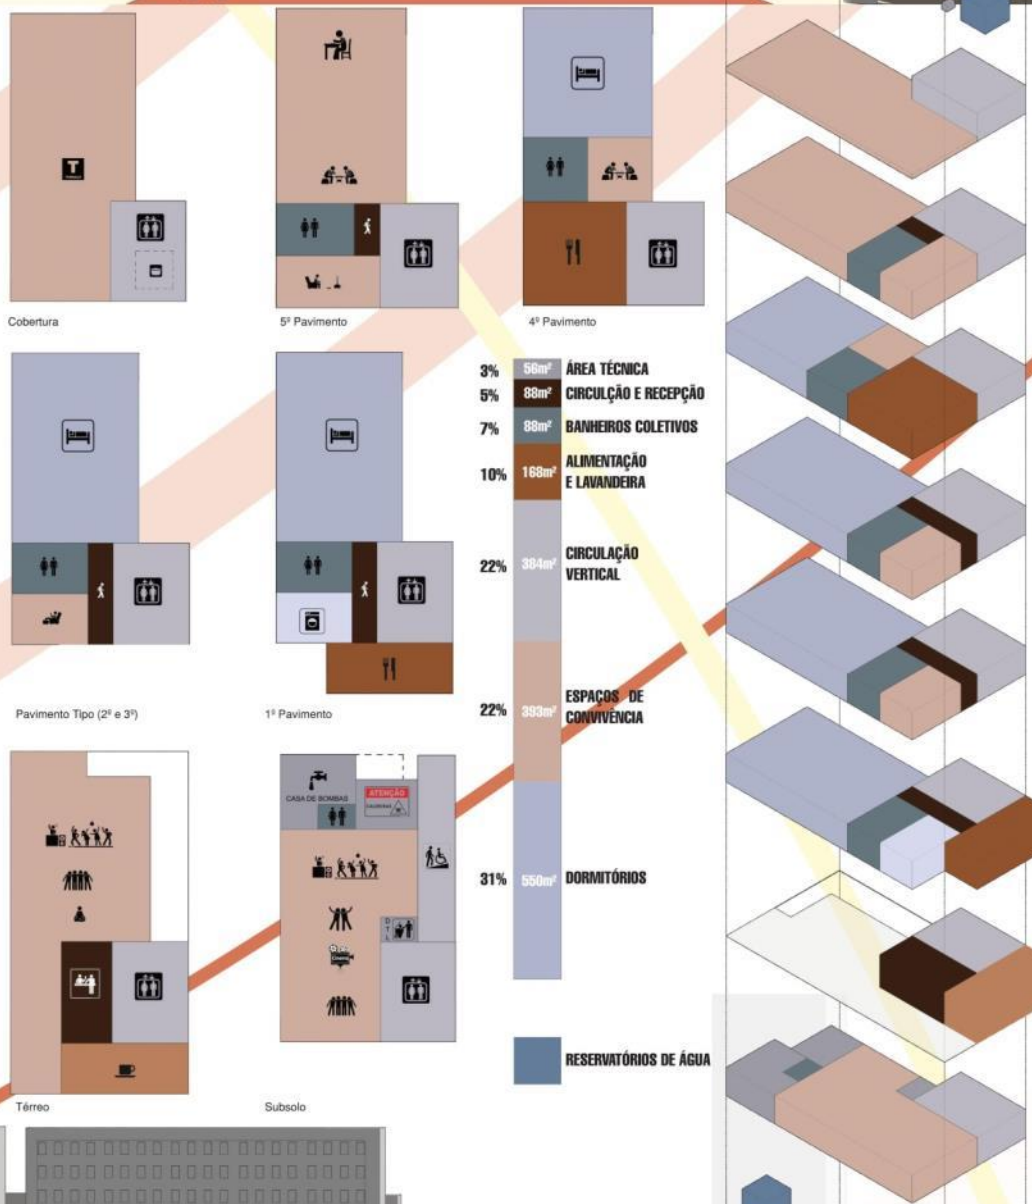 T
Cobertura
5º Pavimento
4º Pavimento
3% 56m² ÁREA TÉCNICA
5% 88m² CIRCULÇÃO E RECEPÇÃO
7% 88m² BANHEIROS COLETIVOS
10% 168m² ALIMENTAÇÃO
E LAVANDEIRA
22% 384m² CIRCULAÇÃO
VERTICAL
22% 393m² ESPAÇOS DE
CONVIVÊNCIA
31% 550m² DORMITÓRIOS
RESERVATÓRIOS DE ÁGUA
Pavimento Tipo (2º e 3º)
1º Pavimento
CASA DE BOMBAS
ATENÇÃO
CALDEIRAS
D
T
L
Cinema
Térreo
Subsolo